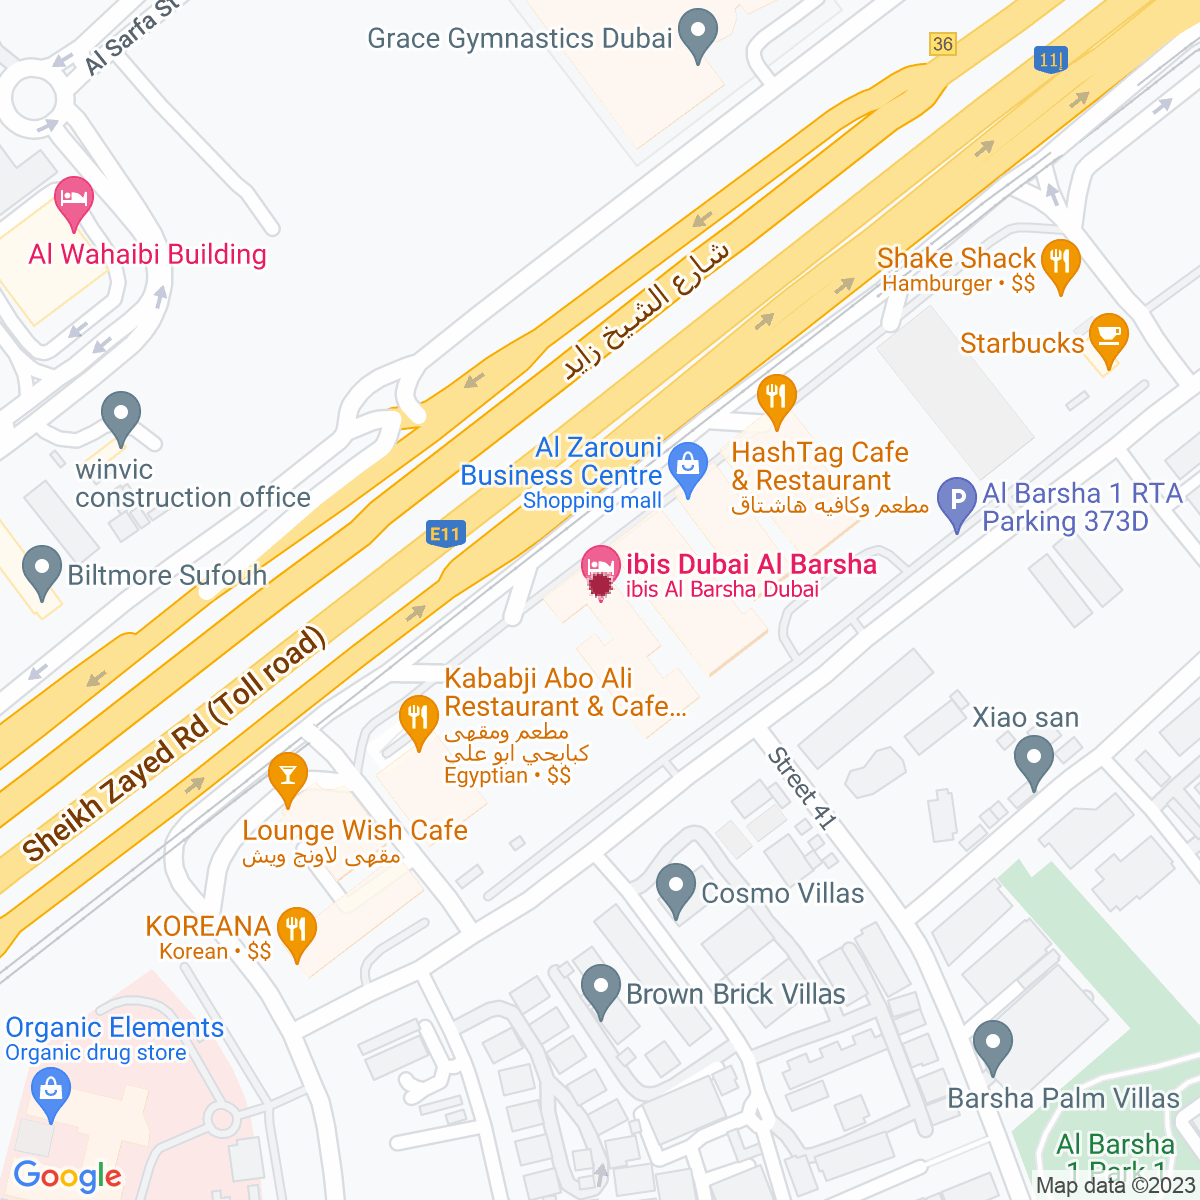 Al Sarfa St
Grace Gymnastics Dubai
36
11إ
Al Wahaibi Building
شارع الشيخ زايد
Shake Shack
Hamburger • $$
Starbucks
winvic
construction office
Al Zarouni
Business Centre
Shopping mall
HashTag Cafe
& Restaurant
مطعم وكافيه هاشتاق
Al Barsha 1 RTA
Parking 373D
P
E11
Biltmore Sufouh
ibis Dubai Al Barsha
ibis Al Barsha Dubai
Sheikh Zayed Rd (Toll road)
Kababji Abo Ali
Restaurant & Cafe...
مطعم ومقهى
كبابجي ابو على
Egyptian • $$
Xiao san
Street 41
Lounge Wish Cafe
مقهى لاونج ويش
Cosmo Villas
KOREANA
Korean • $$
Brown Brick Villas
Organic Elements
Organic drug store
Barsha Palm Villas
Al Barsha
1 Park 1
Google
Map data ©2023